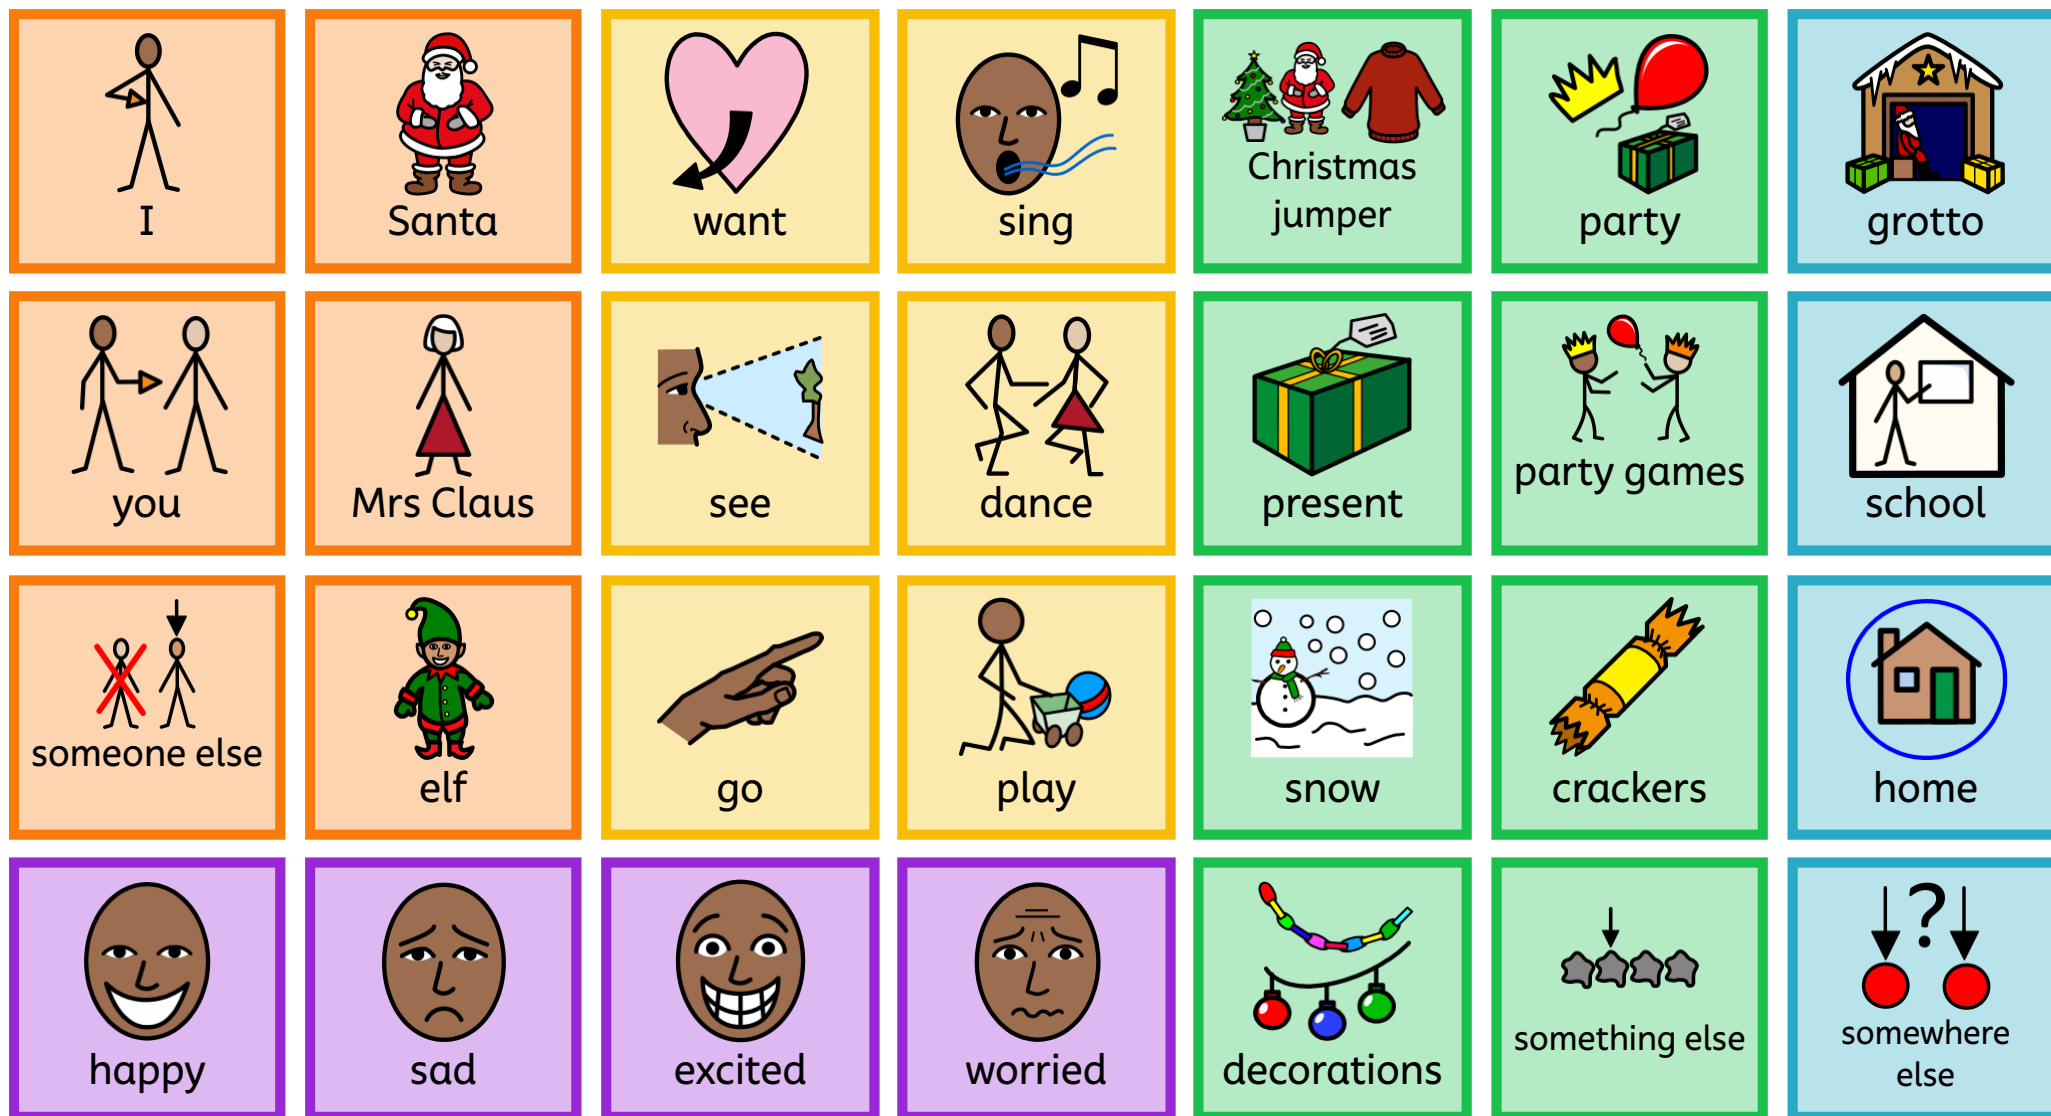 I
Santa
want
sing
Christmas
jumper
party
grotto
you
Mrs Claus
see
dance
present
party games
school
someone else
elf
go
play
snow
crackers
home
happy
sad
excited
worried
decorations
something else
?
somewhere
else